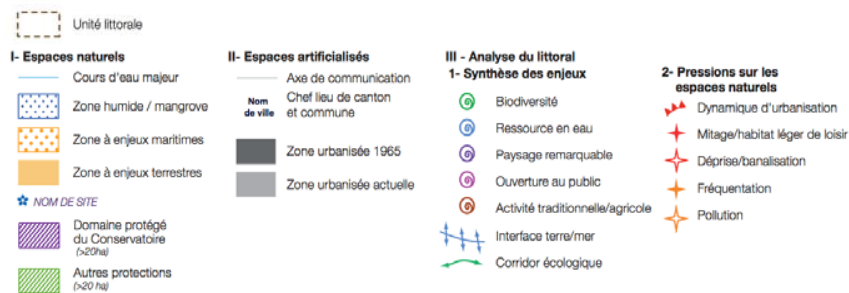 Unité littorale
I- Espaces naturels
Cours d'eau majeur
Zone humide / mangrove
Zone à enjeux maritimes
Zone à enjeux terrestres
NOM DE SITE
Domaine protégé
du Conservatoire
(>20ha)
Autres protections
(>20 ha)
II- Espaces artificialisés
Axe de communication
Nom
de ville
Chef lieu de canton
et commune
Zone urbanisée 1965
Zone urbanisée actuelle
III - Analyse du littoral
1- Synthèse des enjeux
Biodiversité
Ressource en eau
Paysage remarquable
Ouverture au public
Activité traditionnelle/agricole
Interface terre/mer
Corridor écologique
2- Pressions sur les
espaces naturels
Dynamique d'urbanisation
Mitage/habitat léger de loisir
Déprise/banalisation
Fréquentation
Pollution